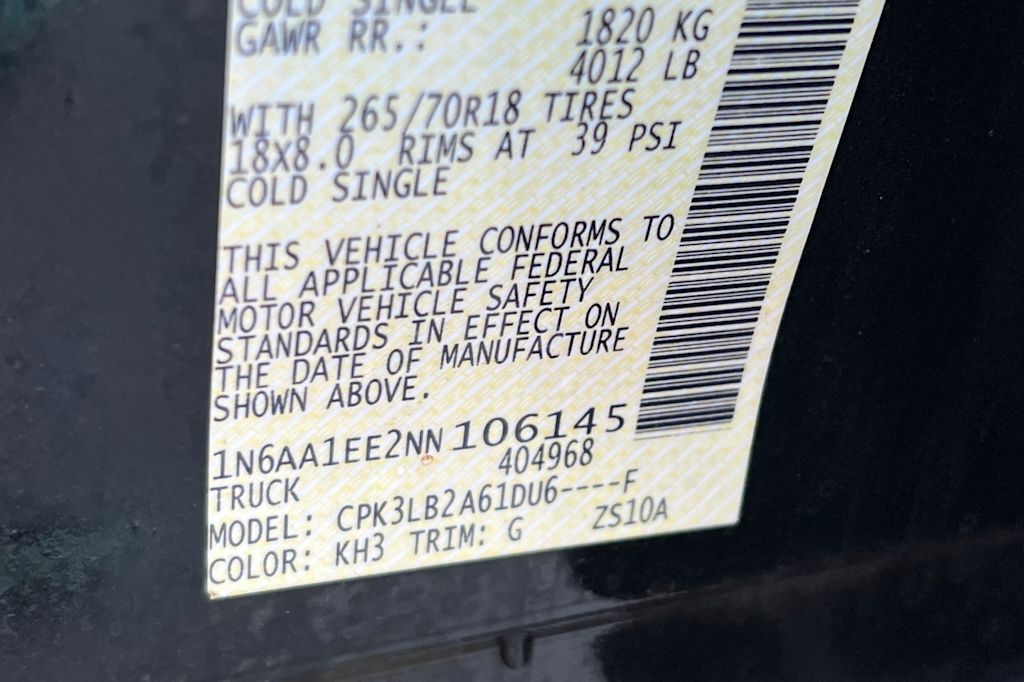 COLD SINGLE
GAWR RR.: 1820 KG
4012 LB
WITH 265/70R18 TIRES
18X8.0 RIMS AT 39 PSI
COLD SINGLE
THIS VEHICLE CONFORMS TO
ALL APPLICABLE FEDERAL
MOTOR VEHICLE SAFETY
STANDARDS IN EFFECT ON
THE DATE OF MANUFACTURE
SHOWN ABOVE.
1N6AA1EE2NN106145
TRUCK 404968
MODEL: CPK3LB2A61DU6----F
COLOR: KH3 TRIM: G ZS10A